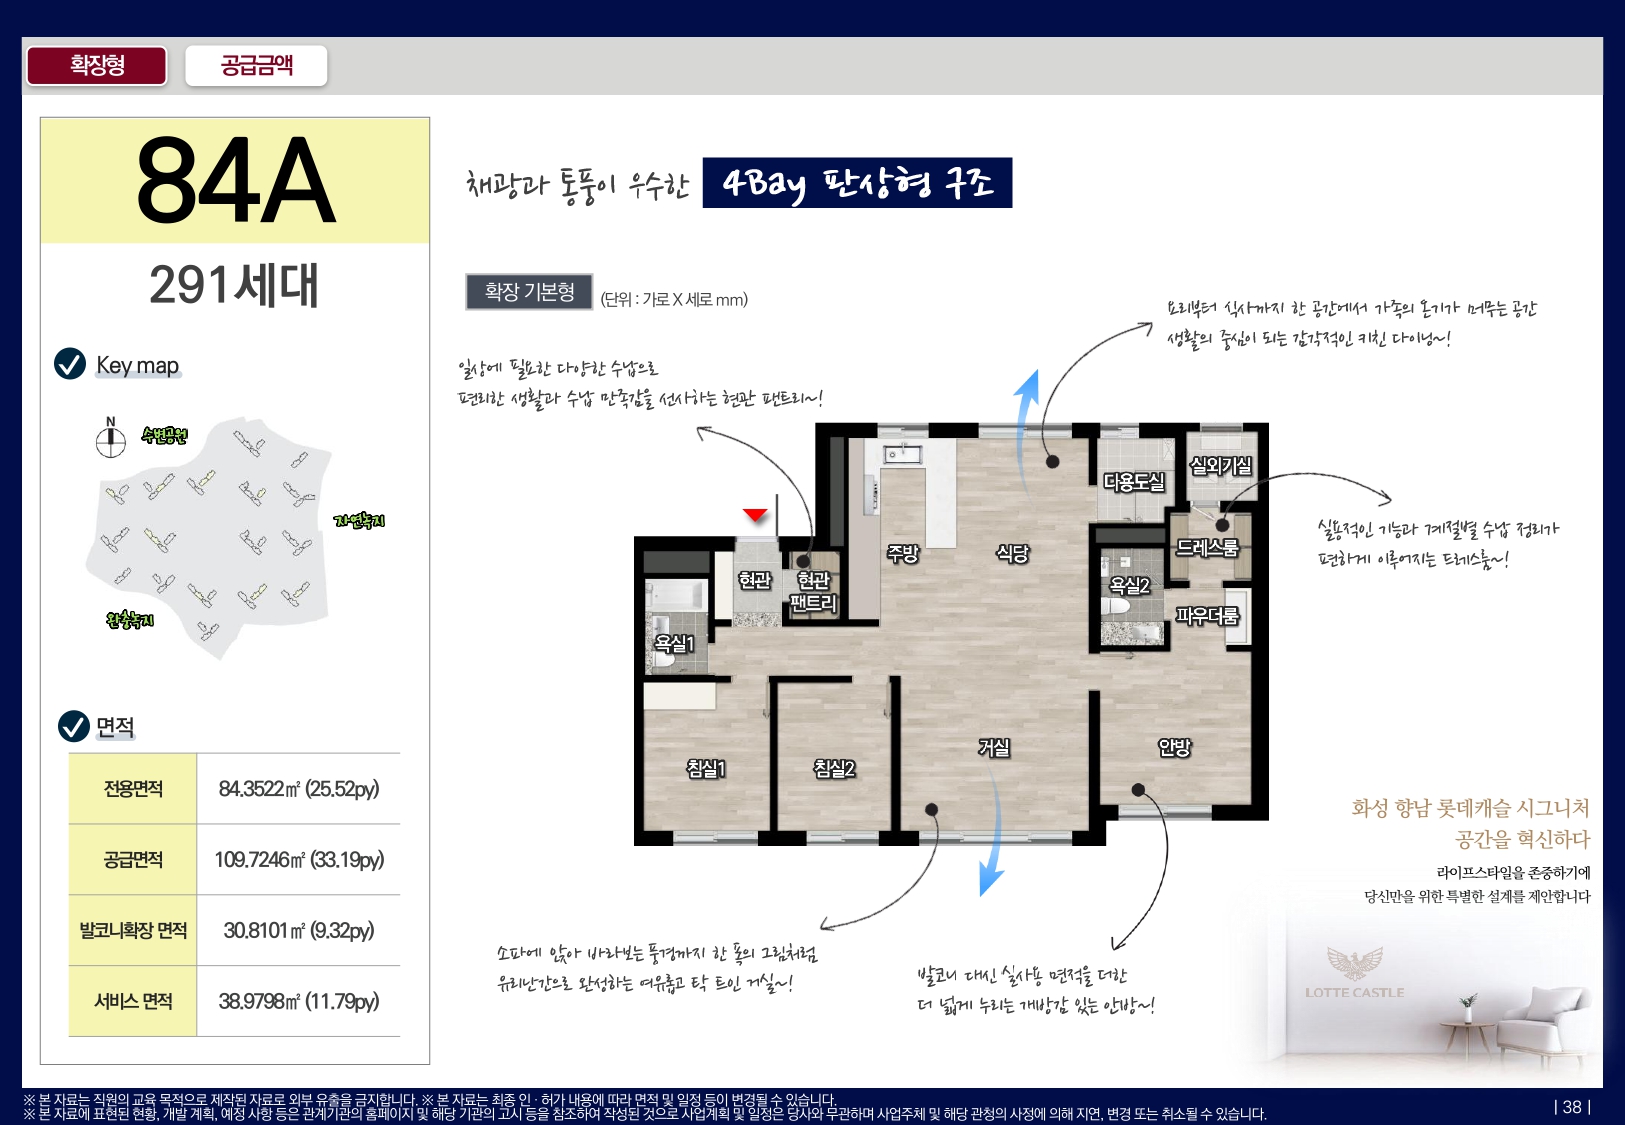 확장형
공급금액
84A
291세대
Key map
N
수변공원
자연녹지
완충녹지
면적
전용면적 84.3522㎡ (25.52py)
공급면적 109.7246㎡ (33.19py)
발코니확장 면적 30.8101㎡ (9.32py)
서비스 면적 38.9798㎡ (11.79py)
채광과 통풍이 우수한 4Bay 판상형 구조
확장 기본형 (단위 : 가로 X 세로 mm)
일상에 필요한 다양한 수납으로
편리한 생활과 수납 만족감을 선사하는 현관 팬트리~!
요리부터 식사까지 한 공간에서 가족의 온기가 머무는 공간
생활의 중심이 되는 감각적인 키친 다이닝~!
실용적인 기능과 계절별 수납 정리가
편하게 이루어지는 드레스룸~!
다용도실
실외기실
주방
식당
드레스룸
현관
현관
팬트리
욕실2
파우더룸
욕실1
거실
안방
침실1
침실2
소파에 앉아 바라보는 풍경까지 한 폭의 그림처럼
유리난간으로 완성하는 여유롭고 탁 트인 거실~!
발코니 대신 실사용 면적을 더한
더 넓게 누리는 개방감 있는 안방~!
화성 향남 롯데캐슬 시그니처
공간을 혁신하다
라이프스타일을 존중하기에
당신만을 위한 특별한 설계를 제안합니다
LOTTE CASTLE
※ 본 자료는 직원의 교육 목적으로 제작된 자료로 외부 유출을 금지합니다. ※ 본 자료는 최종 인 · 허가 내용에 따라 면적 및 일정 등이 변경될 수 있습니다.
※ 본 자료에 표현된 현황, 개발 계획, 예정 사항 등은 관계기관의 홈페이지 및 해당 기관의 고시 등을 참조하여 작성된 것으로 사업계획 및 일정은 당사와 무관하며 사업주체 및 해당 관청의 사정에 의해 지연, 변경 또는 취소될 수 있습니다.
| 38 |